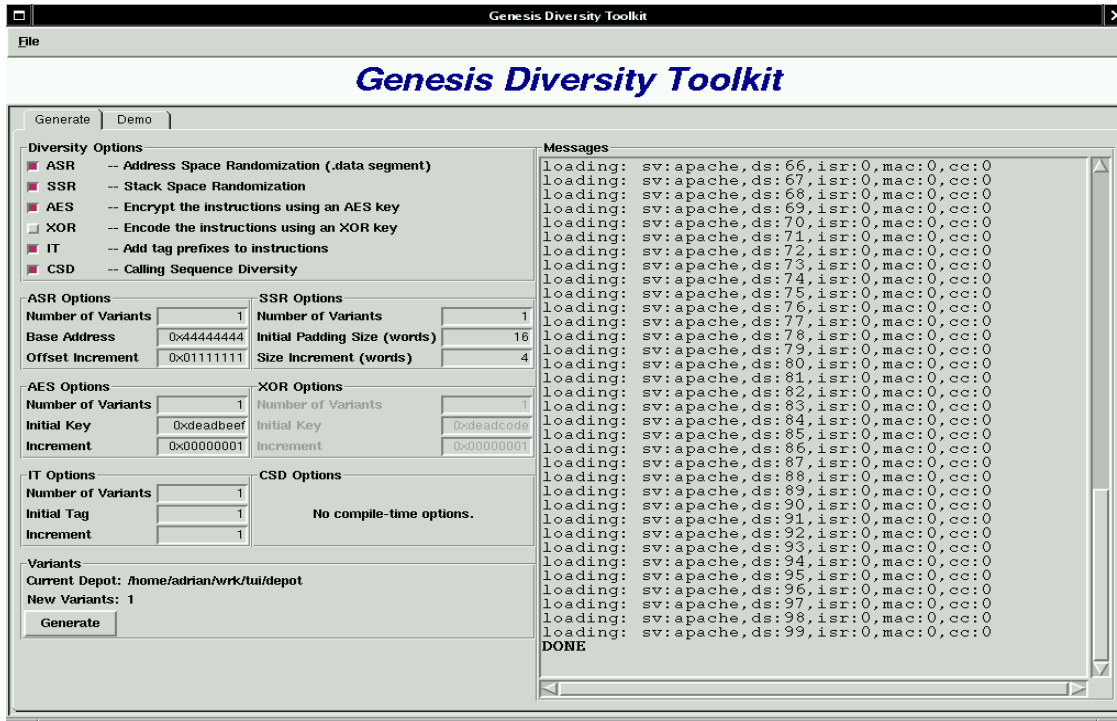 Genesis Diversity Toolkit
File
Genesis Diversity Toolkit
Generate Demo
Diversity Options
ASR -- Address Space Randomization (.data segment)
SSR -- Stack Space Randomization
AES -- Encrypt the instructions using an AES key
XOR -- Encode the instructions using an XOR key
IT -- Add tag prefixes to instructions
CSD -- Calling Sequence Diversity
ASR Options
Number of Variants 1
Base Address 0x44444444
Offset Increment 0x01111111
SSR Options
Number of Variants 1
Initial Padding Size (words) 16
Size Increment (words) 4
AES Options
Number of Variants 1
Initial Key 0xdeadbeef
Increment 0x00000001
XOR Options
Number of Variants 1
Initial Key 0xdeadcode
Increment 0x00000001
IT Options
Number of Variants 1
Initial Tag 1
Increment 1
CSD Options
No compile-time options.
Variants
Current Depot: /home/adrian/wrk/tui/depot
New Variants: 1
Generate
Messages
loading: sv:apache,ds:66,isr:0,mac:0,cc:0
loading: sv:apache,ds:67,isr:0,mac:0,cc:0
loading: sv:apache,ds:68,isr:0,mac:0,cc:0
loading: sv:apache,ds:69,isr:0,mac:0,cc:0
loading: sv:apache,ds:70,isr:0,mac:0,cc:0
loading: sv:apache,ds:71,isr:0,mac:0,cc:0
loading: sv:apache,ds:72,isr:0,mac:0,cc:0
loading: sv:apache,ds:73,isr:0,mac:0,cc:0
loading: sv:apache,ds:74,isr:0,mac:0,cc:0
loading: sv:apache,ds:75,isr:0,mac:0,cc:0
loading: sv:apache,ds:76,isr:0,mac:0,cc:0
loading: sv:apache,ds:77,isr:0,mac:0,cc:0
loading: sv:apache,ds:78,isr:0,mac:0,cc:0
loading: sv:apache,ds:79,isr:0,mac:0,cc:0
loading: sv:apache,ds:80,isr:0,mac:0,cc:0
loading: sv:apache,ds:81,isr:0,mac:0,cc:0
loading: sv:apache,ds:82,isr:0,mac:0,cc:0
loading: sv:apache,ds:83,isr:0,mac:0,cc:0
loading: sv:apache,ds:84,isr:0,mac:0,cc:0
loading: sv:apache,ds:85,isr:0,mac:0,cc:0
loading: sv:apache,ds:86,isr:0,mac:0,cc:0
loading: sv:apache,ds:87,isr:0,mac:0,cc:0
loading: sv:apache,ds:88,isr:0,mac:0,cc:0
loading: sv:apache,ds:89,isr:0,mac:0,cc:0
loading: sv:apache,ds:90,isr:0,mac:0,cc:0
loading: sv:apache,ds:91,isr:0,mac:0,cc:0
loading: sv:apache,ds:92,isr:0,mac:0,cc:0
loading: sv:apache,ds:93,isr:0,mac:0,cc:0
loading: sv:apache,ds:94,isr:0,mac:0,cc:0
loading: sv:apache,ds:95,isr:0,mac:0,cc:0
loading: sv:apache,ds:96,isr:0,mac:0,cc:0
loading: sv:apache,ds:97,isr:0,mac:0,cc:0
loading: sv:apache,ds:98,isr:0,mac:0,cc:0
loading: sv:apache,ds:99,isr:0,mac:0,cc:0
DONE